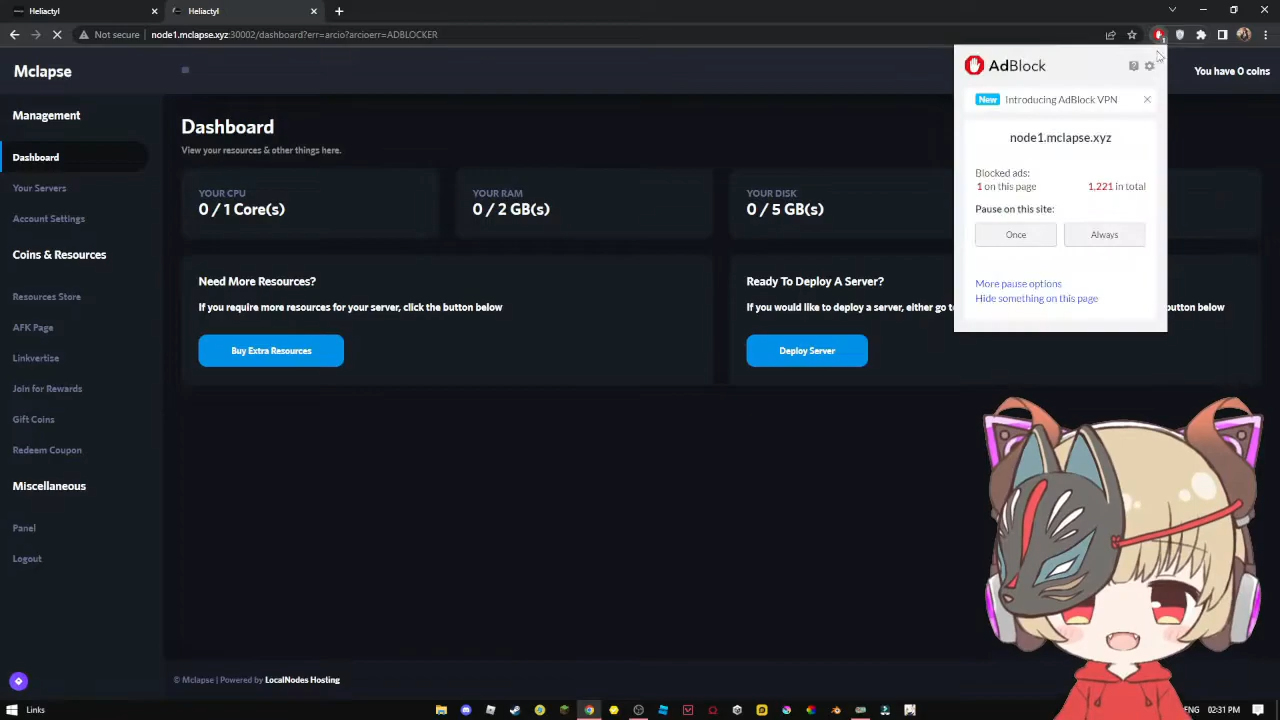 Heliactyl
Heliactyl
Not secure
node1.mclapse.xyz:30002/dashboard?err=arcio?arcioerr=ADBLOCKER
Mclapse
You have 0 coins
Management
Dashboard
Your Servers
Account Settings
Coins & Resources
Resources Store
AFK Page
Linkvertise
Join for Rewards
Gift Coins
Redeem Coupon
Miscellaneous
Panel
Logout
Dashboard
View your resources & other things here.
YOUR CPU
0 / 1 Core(s)
YOUR RAM
0 / 2 GB(s)
YOUR DISK
0 / 5 GB(s)
Need More Resources?
If you require more resources for your server, click the button below
Buy Extra Resources
Ready To Deploy A Server?
If you would like to deploy a server, either go to
button below
Deploy Server
AdBlock
New Introducing AdBlock VPN
node1.mclapse.xyz
Blocked ads:
1 on this page 1,221 in total
Pause on this site:
Once
Always
More pause options
Hide something on this page
© Mclapse | Powered by LocalNodes Hosting
Links
ENG 02:31 PM